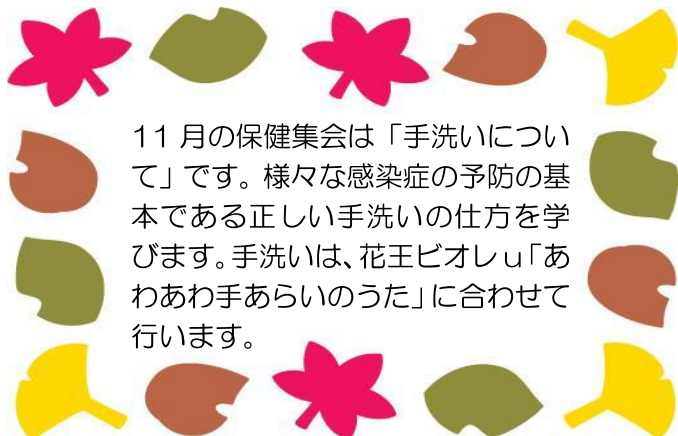 11 月の保健集会は「手洗いについ
て」です。様々な感染症の予防の基
本である正しい手洗いの仕方を学
びます。手洗いは、花王ビオレu「あ
わあわ手あらいのうた」に合わせて
行います。